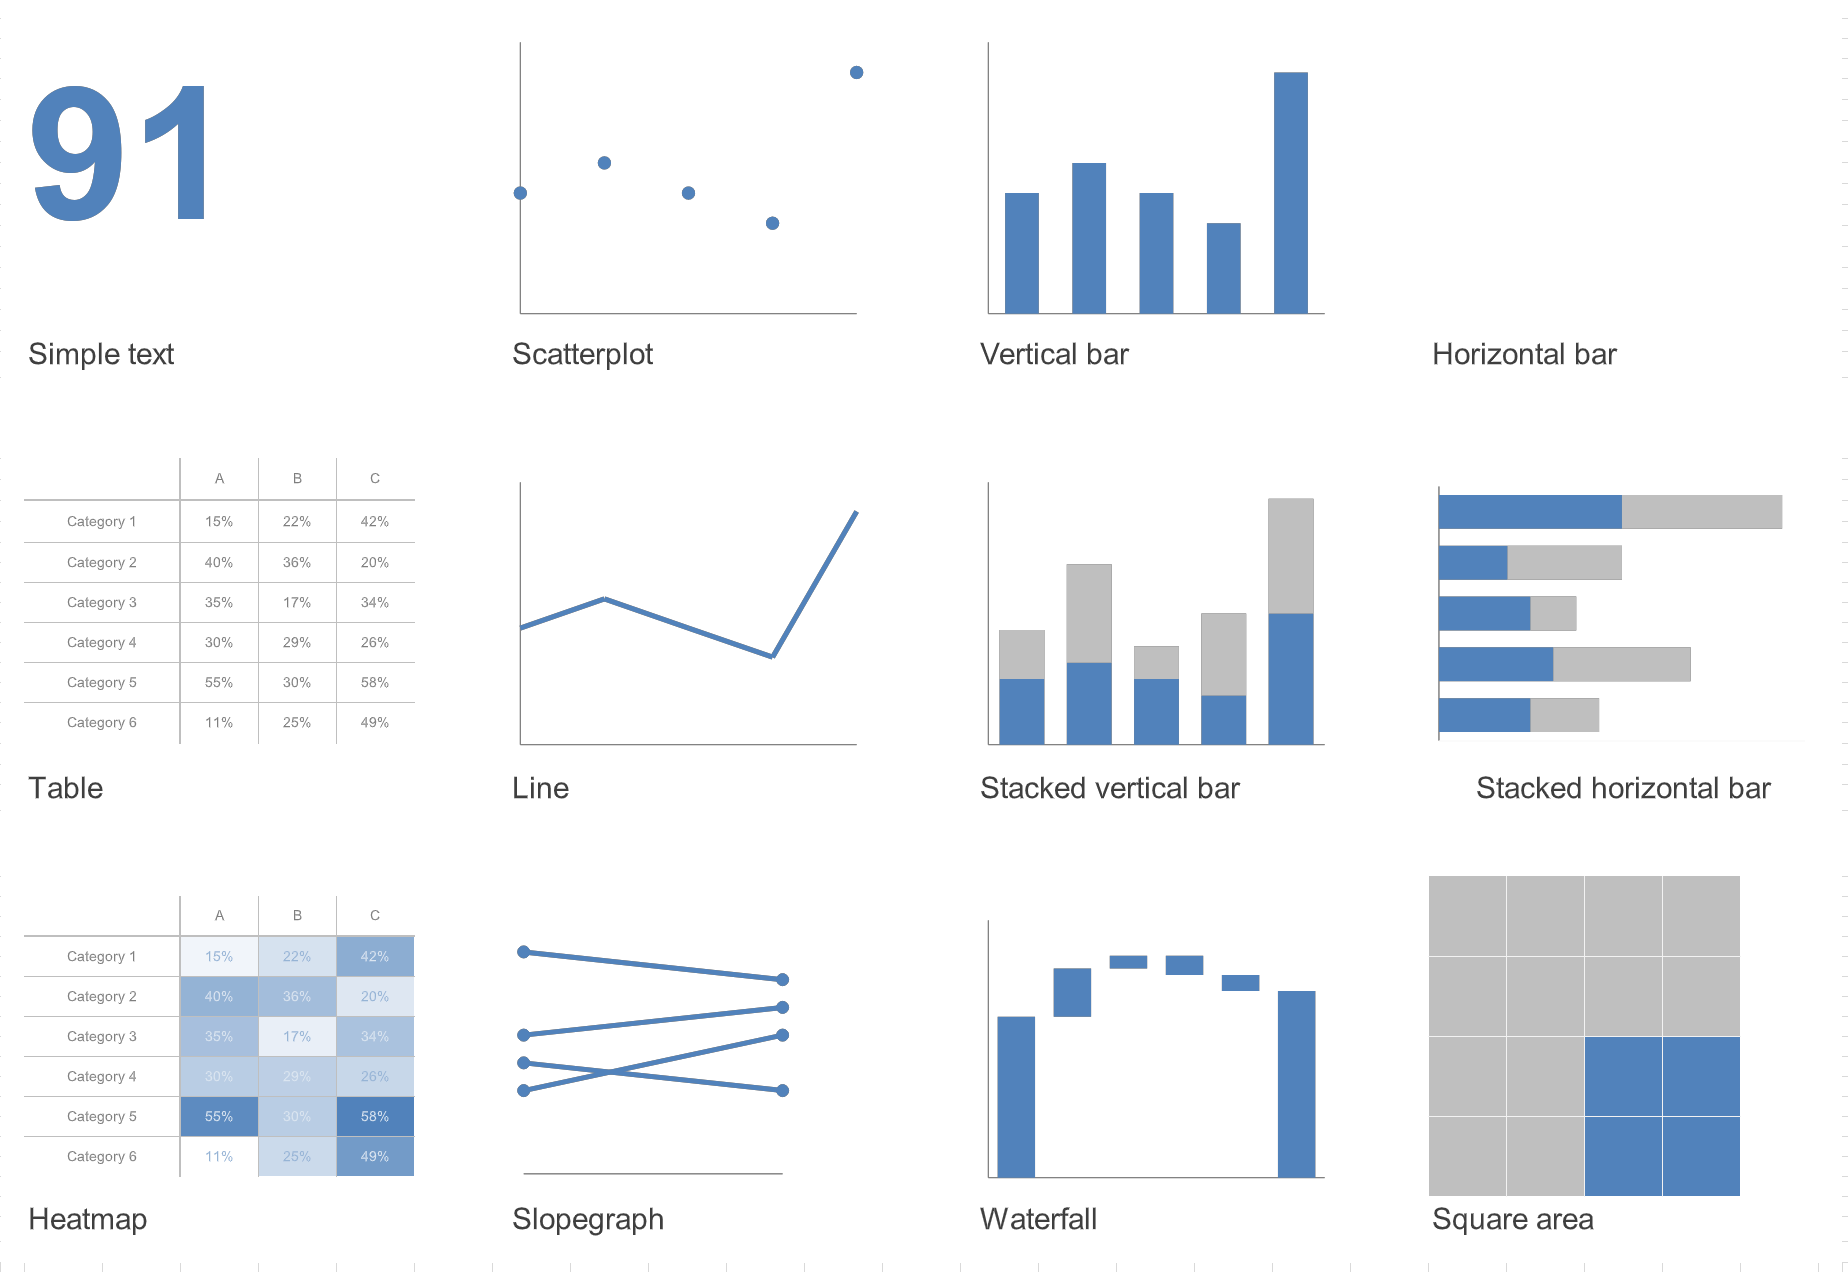 91
Simple text
Scatterplot
Vertical bar
Horizontal bar
A B C
Category 1 15% 22% 42%
Category 2 40% 36% 20%
Category 3 35% 17% 34%
Category 4 30% 29% 26%
Category 5 55% 30% 58%
Category 6 11% 25% 49%
Table
Line
Stacked vertical bar
Stacked horizontal bar
A B C
Category 1 15% 22% 42%
Category 2 40% 36% 20%
Category 3 35% 17% 34%
Category 4 30% 29% 26%
Category 5 55% 30% 58%
Category 6 11% 25% 49%
Heatmap
Slopegraph
Waterfall
Square area